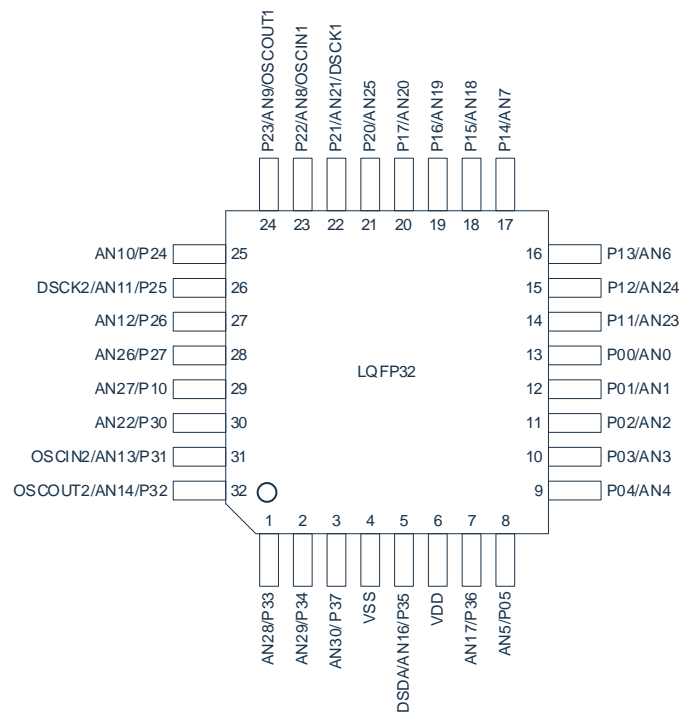 P23/AN9/OSCOUT1
P22/AN8/OSCIN1
P21/AN21/DSCK1
P20/AN25
P17/AN20
P16/AN19
P15/AN18
P14/AN7
24
23
22
21
20
19
18
17
AN10/P24
25
16
P13/AN6
DSCK2/AN11/P25
26
15
P12/AN24
AN12/P26
27
14
P11/AN23
AN26/P27
28
13
P00/AN0
AN27/P10
29
LQFP32
12
P01/AN1
AN22/P30
30
11
P02/AN2
OSCIN2/AN13/P31
31
10
P03/AN3
OSCOUT2/AN14/P32
32
9
P04/AN4
1
2
3
4
5
6
7
8
AN28/P33
AN29/P34
AN30/P37
VSS
DSDA/AN16/P35
VDD
AN17/P36
AN5/P05